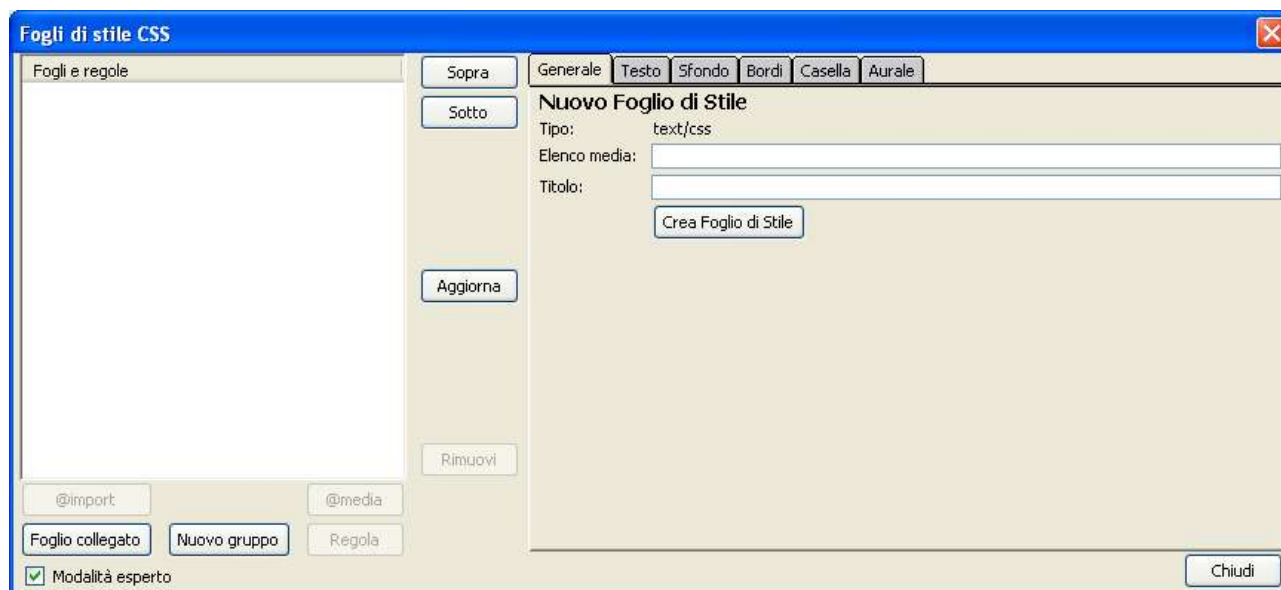 Fogli di stile CSS
Fogli e regole
Sopra
Sotto
Aggiorna
Rimuovi
@import
@media
Foglio collegato
Nuovo gruppo
Regola
Modalità esperto
Generale Testo Sfondo Bordi Casella Aurale
Nuovo Foglio di Stile
Tipo: text/css
Elenco media:
Titolo:
Crea Foglio di Stile
Chiudi